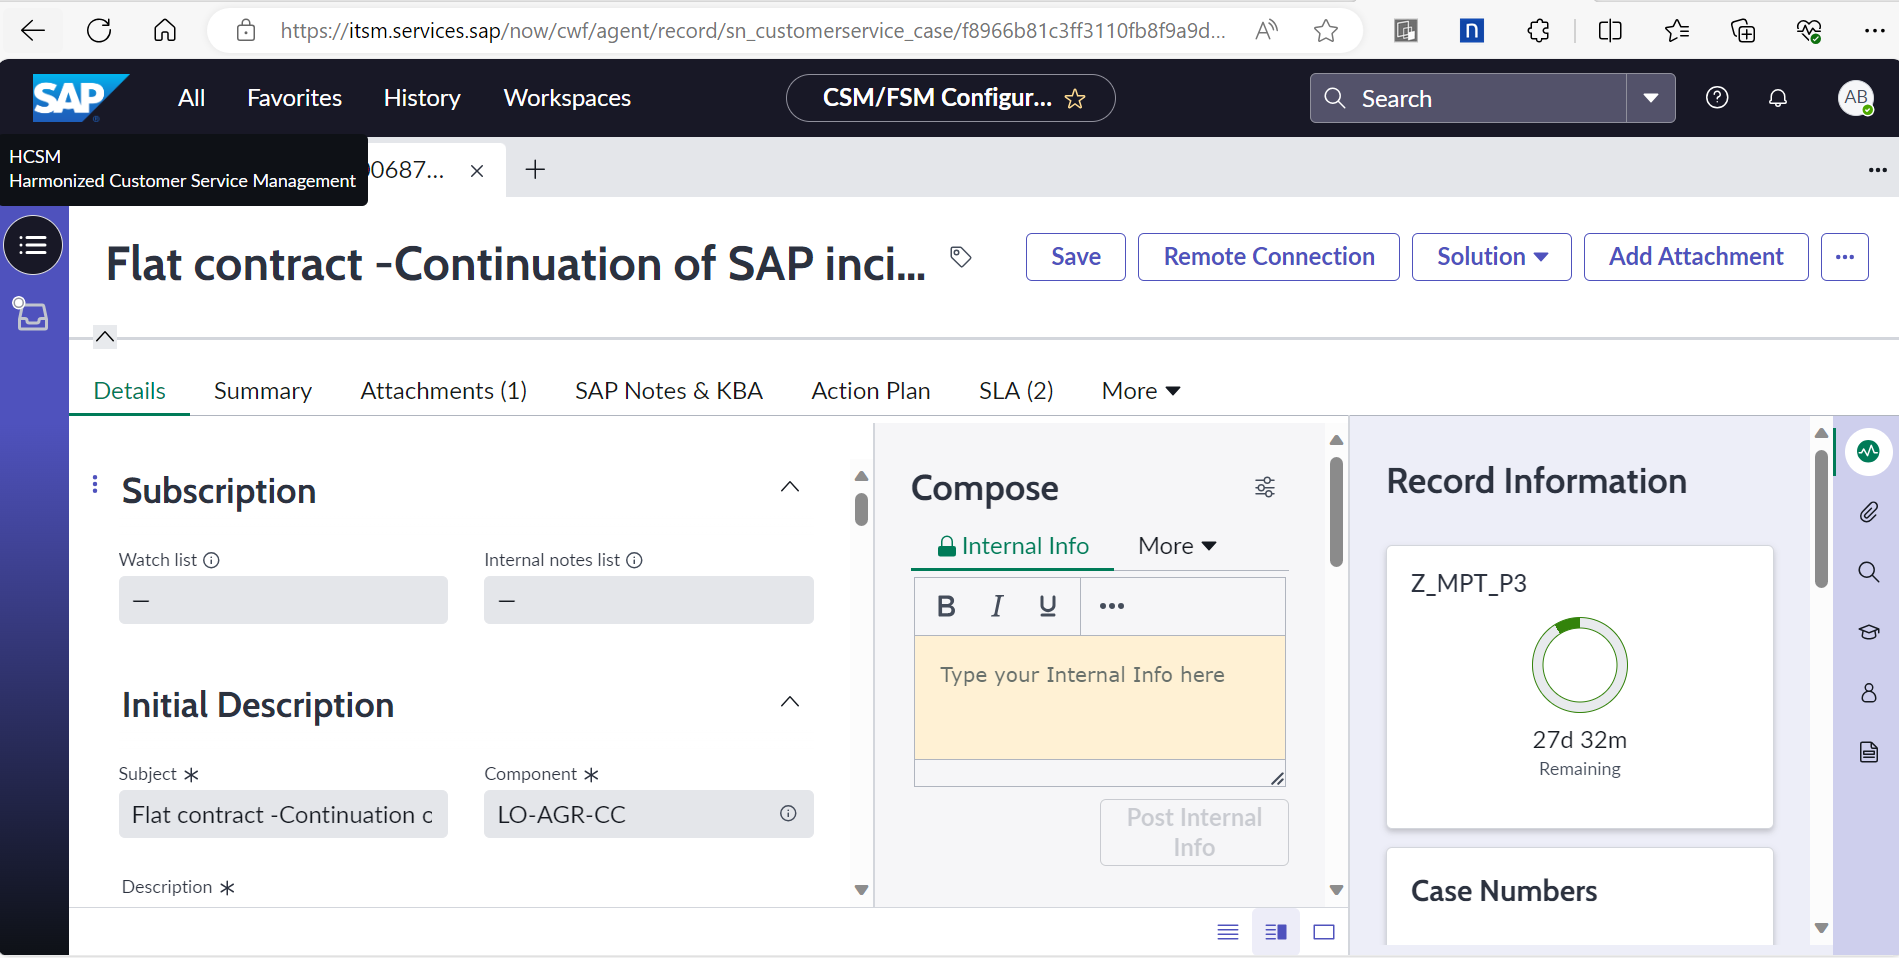 https://itsm.services.sap/now/cwf/agent/record/sn_customerservice_case/f8966b81c3ff3110fb8f9a9d...
SAP
All
Favorites
History
Workspaces
CSM/FSM Configur...
Search
AB
HCSM
Harmonized Customer Service Management
00687...
Flat contract -Continuation of SAP inci...
Save
Remote Connection
Solution
Add Attachment
Details
Summary
Attachments (1)
SAP Notes & KBA
Action Plan
SLA (2)
More
Subscription
Watch list
Internal notes list
—
—
Initial Description
Subject *
Component *
Flat contract -Continuation c
LO-AGR-CC
Description *
Compose
Internal Info
More
B I U
Type your Internal Info here
Post Internal
Info
Record Information
Z_MPT_P3
27d 32m
Remaining
Case Numbers